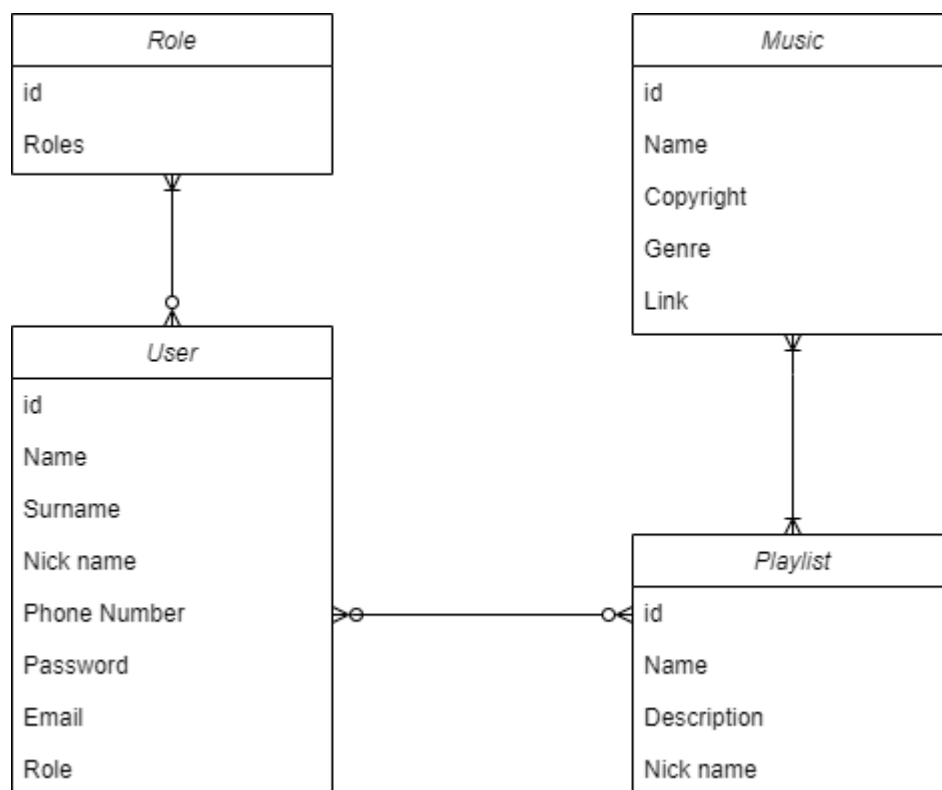 Role
id
Roles
Music
id
Name
Copyright
Genre
Link
User
id
Name
Surname
Nick name
Phone Number
Password
Email
Role
Playlist
id
Name
Description
Nick name